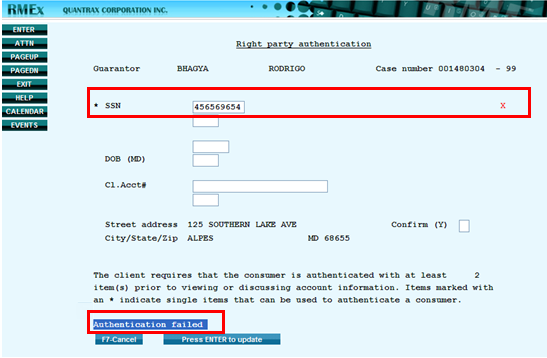 RMEx QUANTRAX CORPORATION INC.
ENTER
ATTN
PAGEUP
PAGEDN
EXIT
HELP
CALENDAR
EVENTS
Right party authentication
Guarantor BHAGYA RODRIGO Case number 001480304 - 99
* SSN 456569654 X
DOB (MD)
Cl.Acct#
Street address 125 SOUTHERN LAKE AVE Confirm (Y)
City/State/Zip ALPES MD 68655
The client requires that the consumer is authenticated with at least 2
item(s) prior to viewing or discussing account information. Items marked with
an * indicate single items that can be used to authenticate a consumer.
Authentication failed
F7-Cancel Press ENTER to update